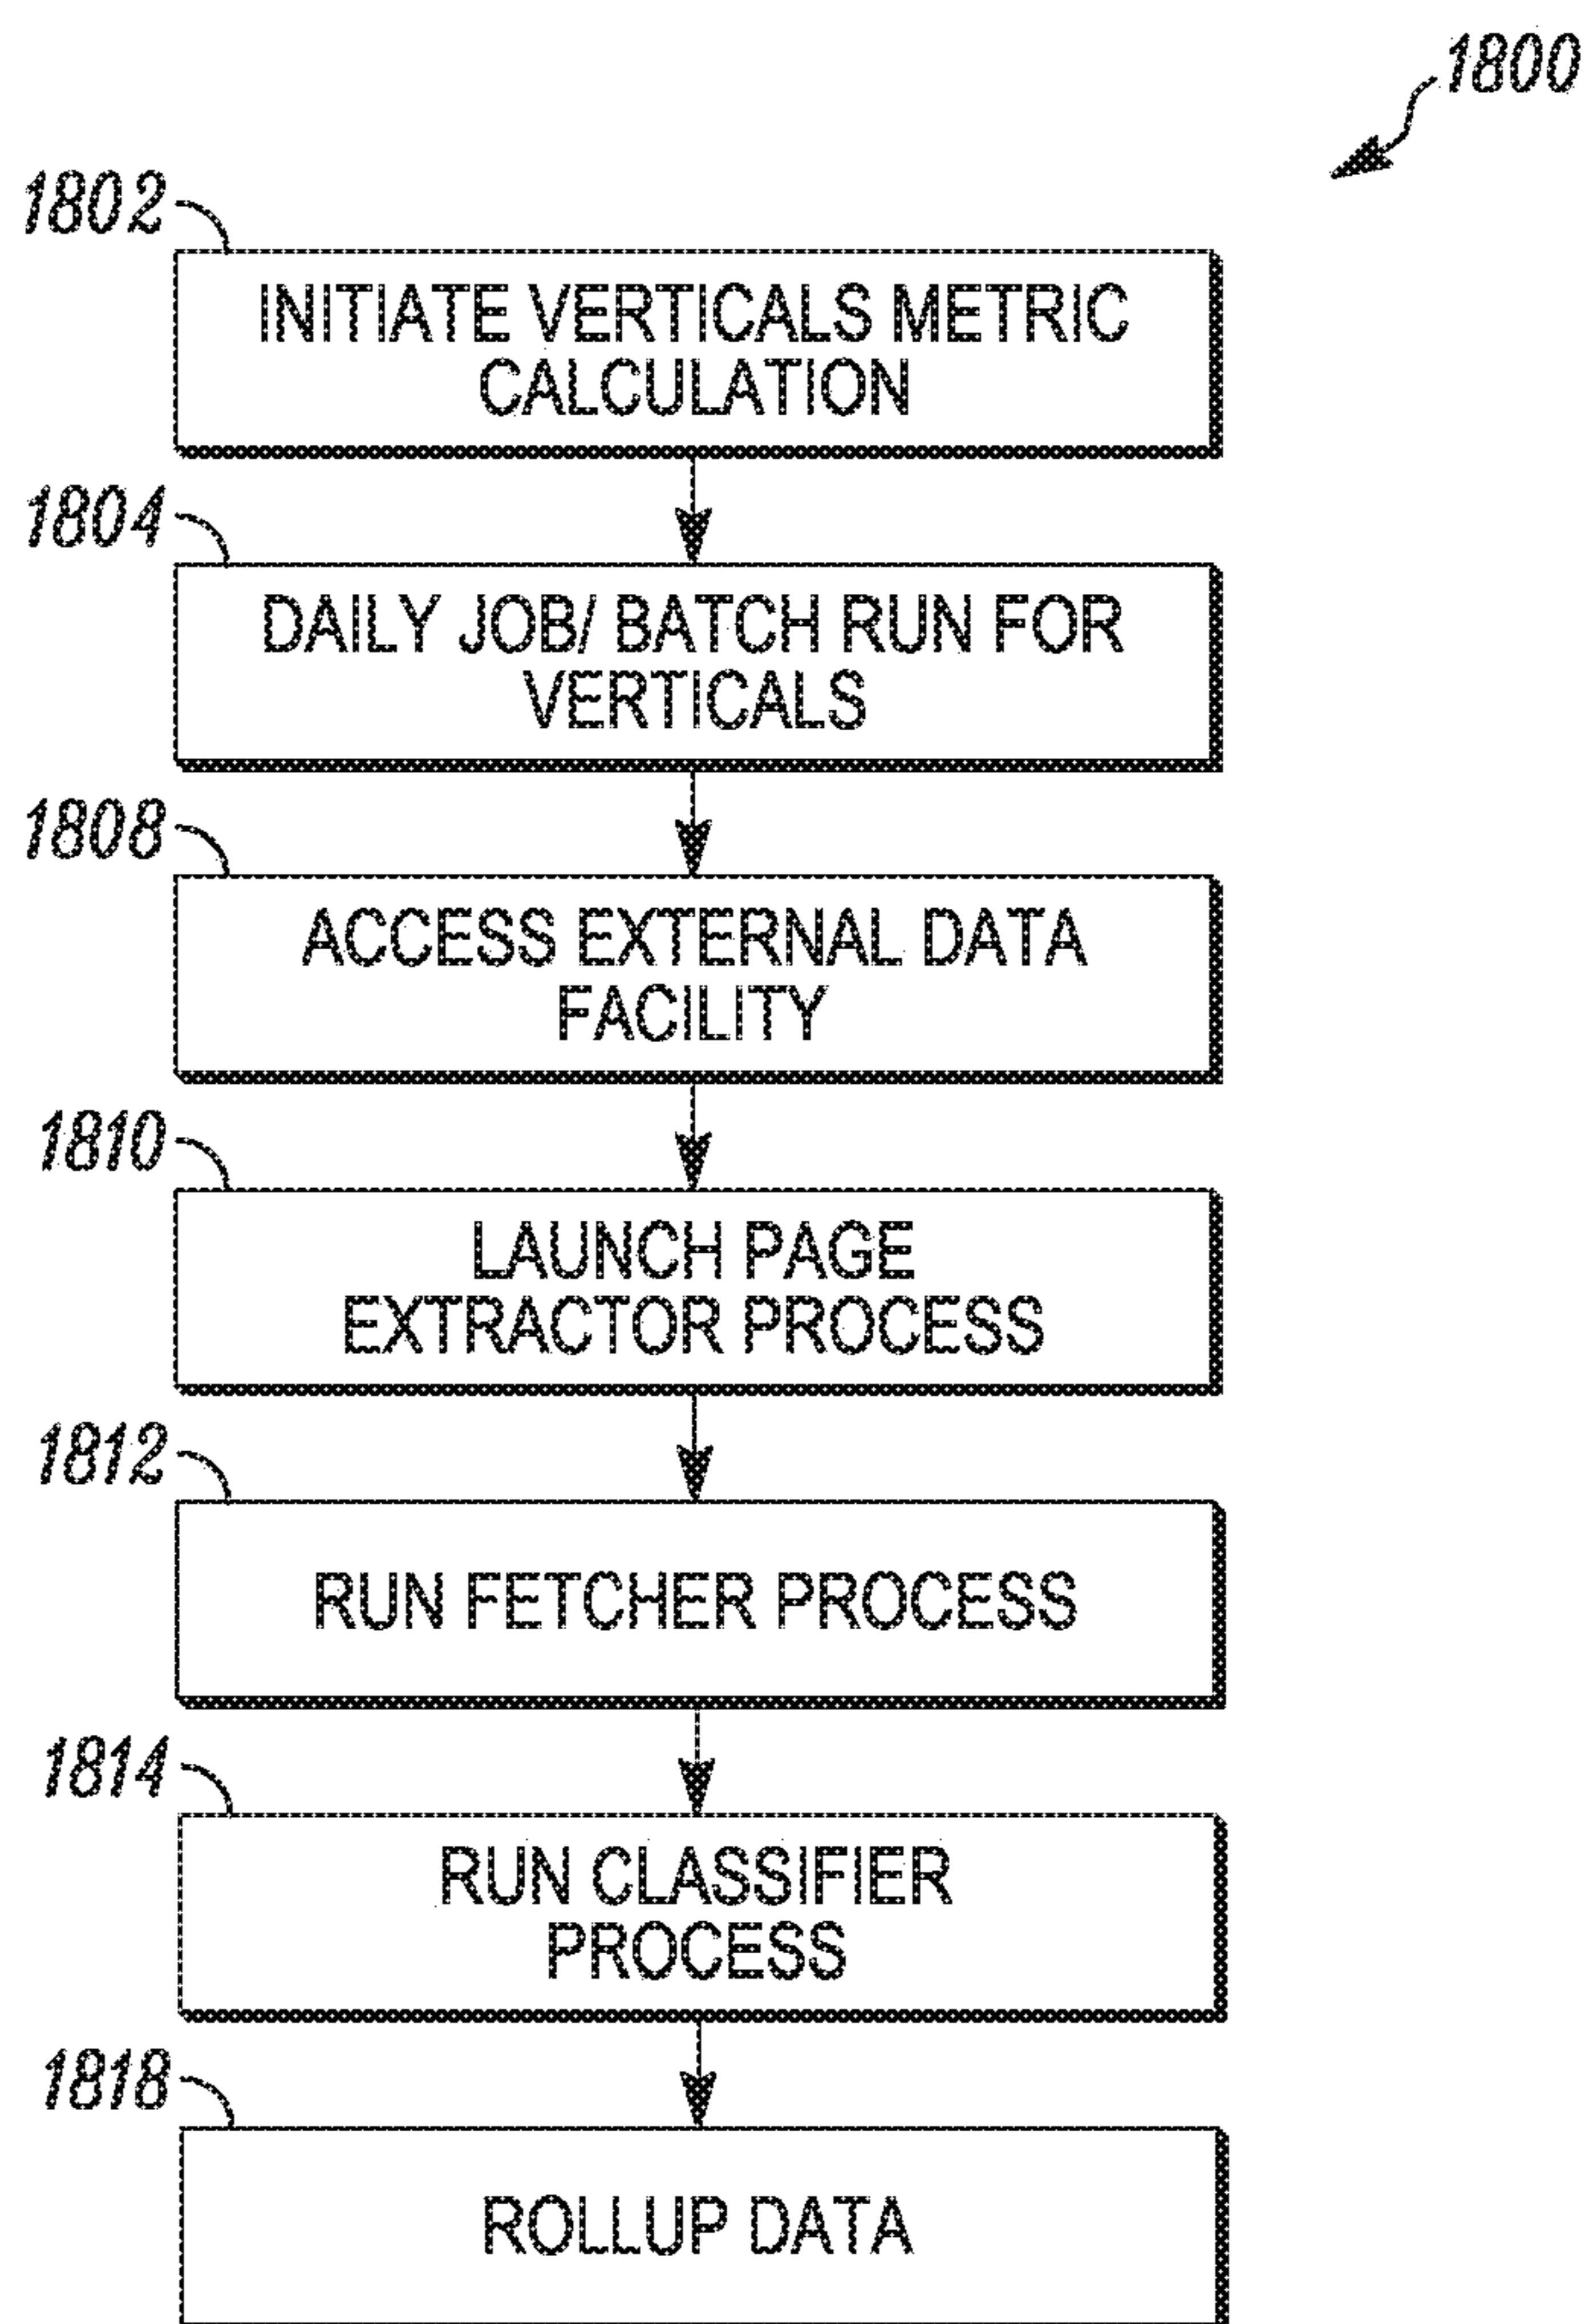 1800
1802
INITIATE VERTICALS METRIC
CALCULATION
1804
DAILY JOB/ BATCH RUN FOR
VERTICALS
1808
ACCESS EXTERNAL DATA
FACILITY
1810
LAUNCH PAGE
EXTRACTOR PROCESS
1812
RUN FETCHER PROCESS
1814
RUN CLASSIFIER
PROCESS
1818
ROLLUP DATA